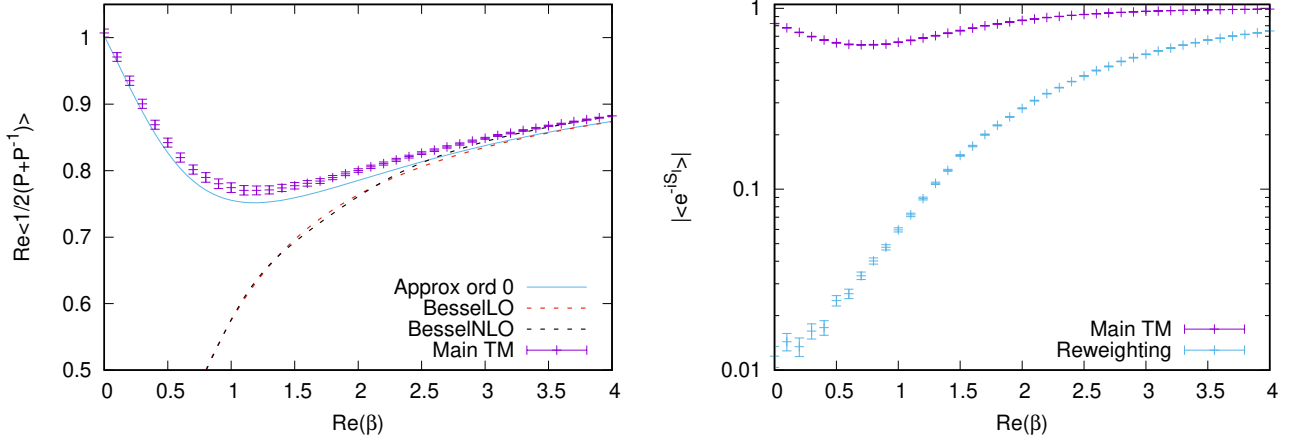 Re<1/2(P+P⁻¹)>
1
0.9
0.8
0.7
0.6
0.5
0
0.5
1
1.5
2
2.5
3
3.5
4
Re(β)
Approx ord 0
BesselLO
BesselNLO
Main TM
|<e^{-iS_I}>|
1
0.1
0.01
0
0.5
1
1.5
2
2.5
3
3.5
4
Re(β)
Main TM
Reweighting